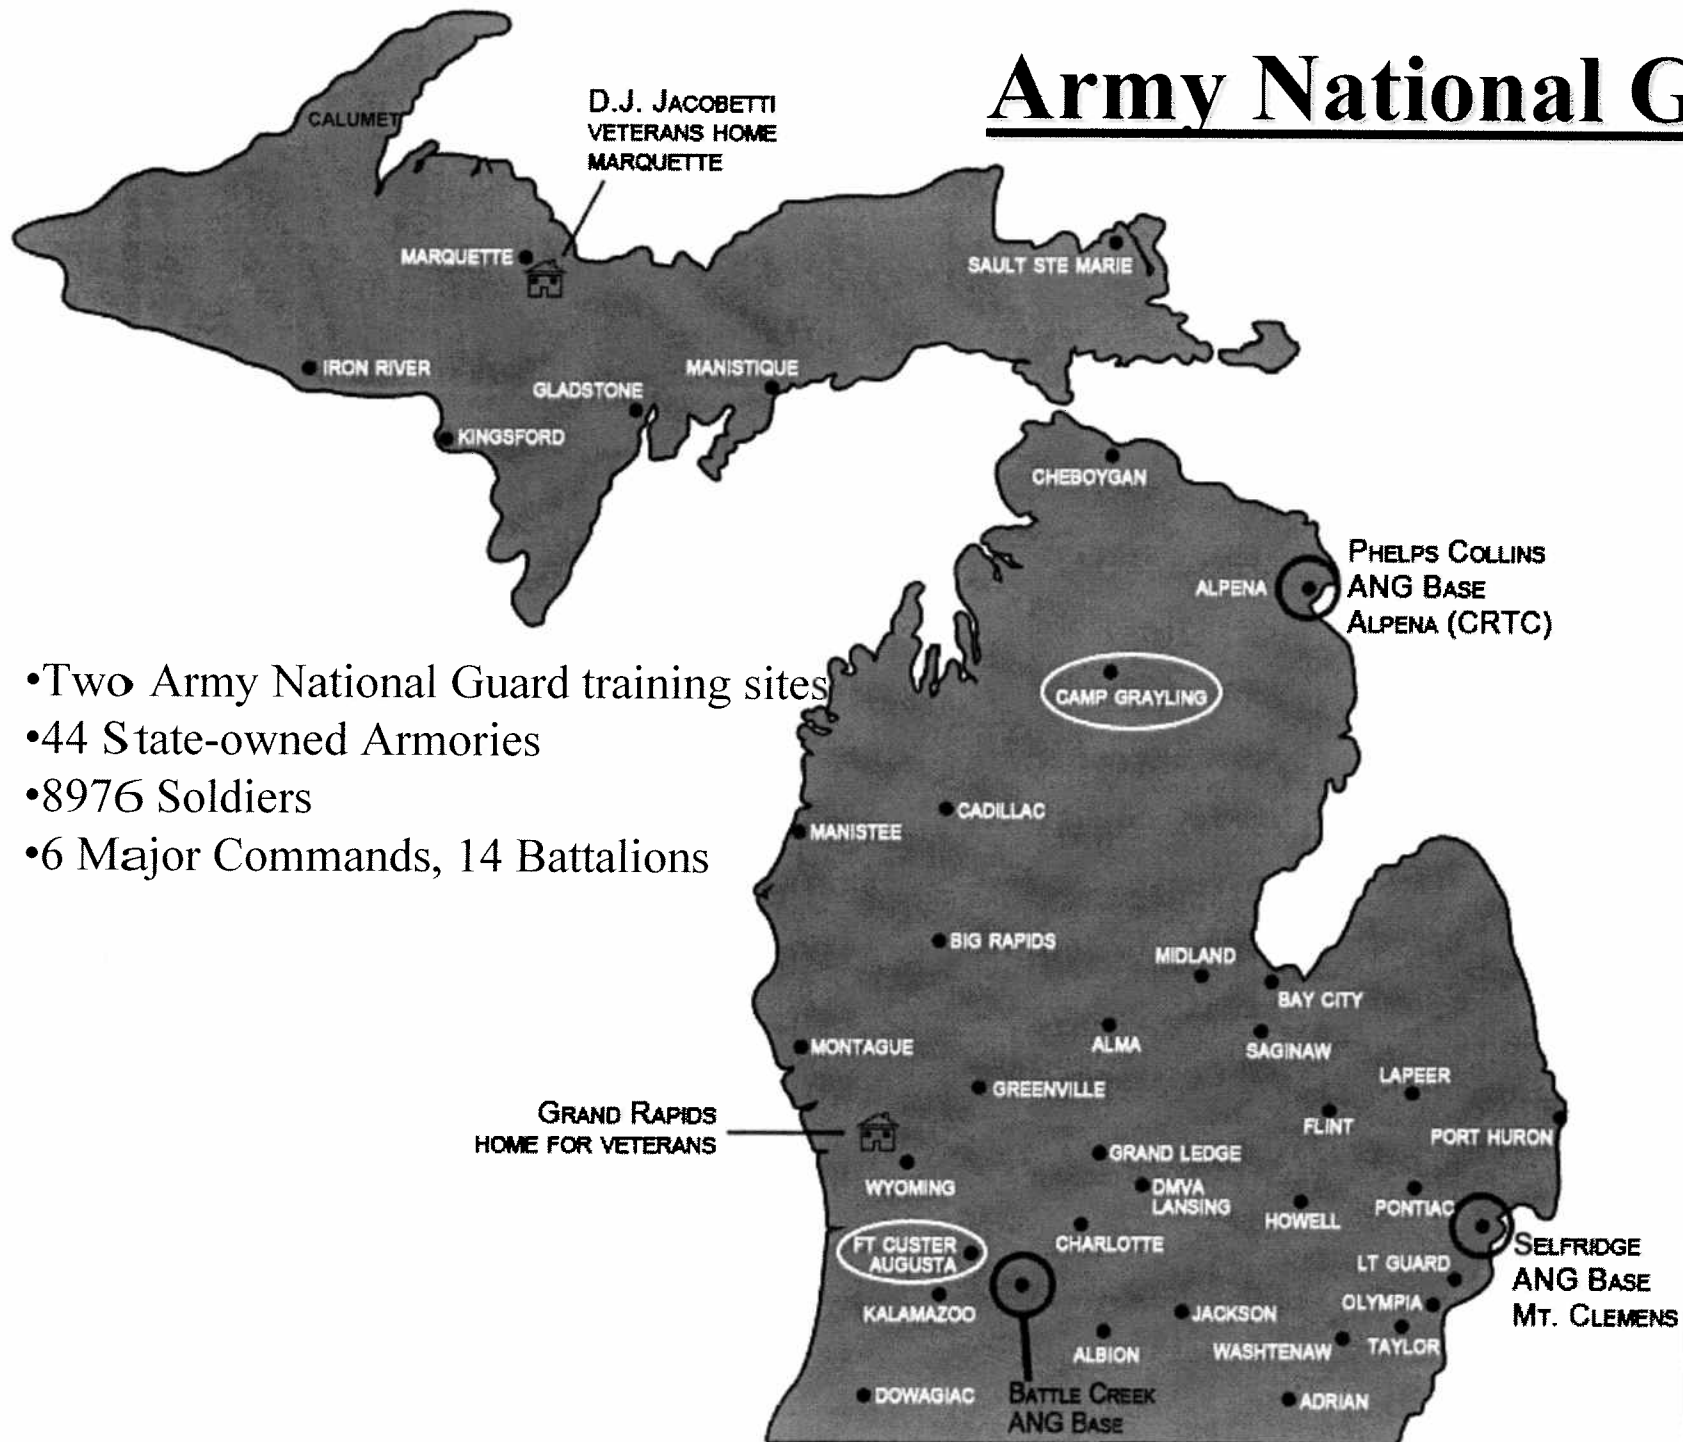 Army National G
D.J. JACOBETTI
VETERANS HOME
MARQUETTE
CALUMET
MARQUETTE
SAULT STE MARIE
IRON RIVER
GLADSTONE
MANISTIQUE
KINGSFORD
CHEBOYGAN
ALPENA
PHELPS COLLINS
ANG BASE
ALPENA (CRTC)
CAMP GRAYLING
•Two Army National Guard training sites
•44 State-owned Armories
•8976 Soldiers
•6 Major Commands, 14 Battalions
CADILLAC
MANISTEE
BIG RAPIDS
MIDLAND
BAY CITY
MONTAGUE
ALMA
SAGINAW
GREENVILLE
LAPEER
GRAND RAPIDS
HOME FOR VETERANS
FLINT
PORT HURON
GRAND LEDGE
WYOMING
DMVA
LANSING
HOWELL
PONTIAC
CHARLOTTE
FT CUSTER
AUGUSTA
LT GUARD
SELFRIDGE
ANG BASE
MT. CLEMENS
KALAMAZOO
JACKSON
OLYMPIA
ALBION
WASHTENAW
TAYLOR
DOWAGIAC
BATTLE CREEK
ANG BASE
ADRIAN